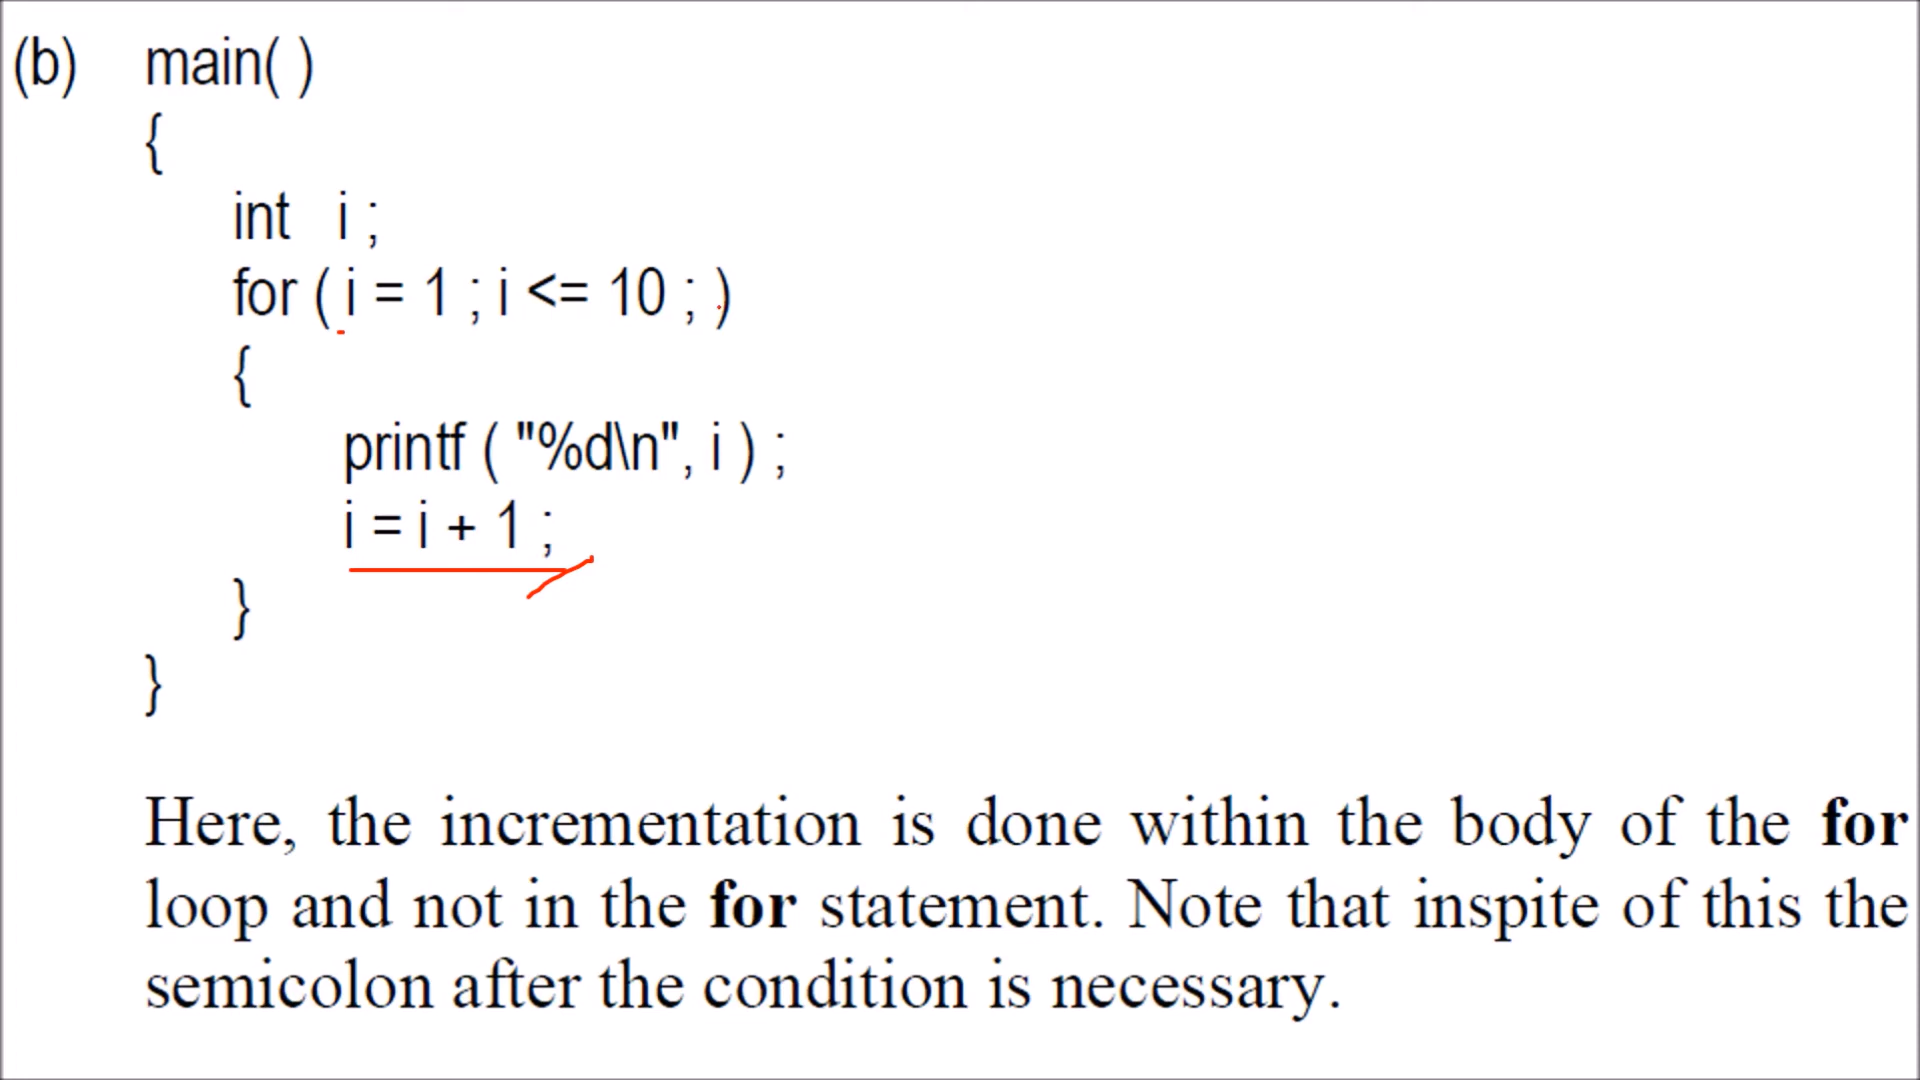 (b) main( )
{
int i ;
for ( i = 1 ; i <= 10 ; )
{
printf ( "%d\n", i ) ;
i = i + 1 ;
}
}
Here, the incrementation is done within the body of the for
loop and not in the for statement. Note that inspite of this the
semicolon after the condition is necessary.